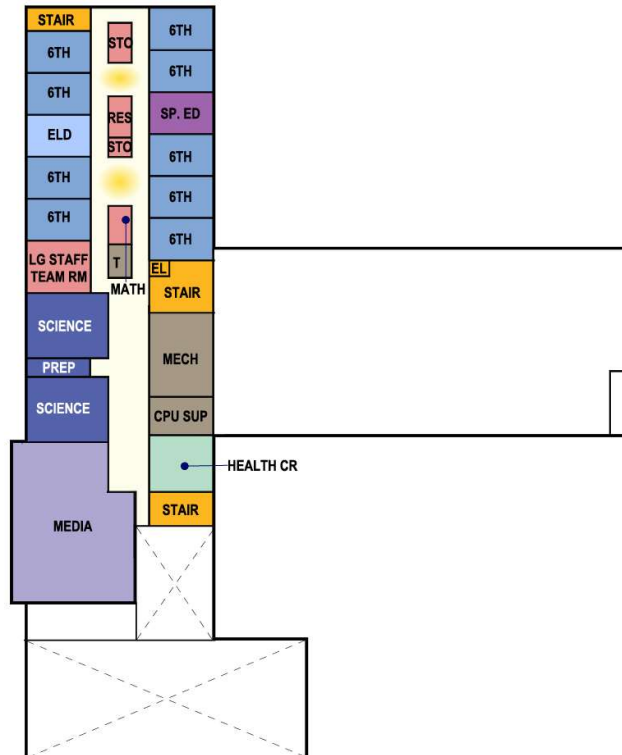 STAIR
6TH
STO
6TH
6TH
6TH
ELD
RES
SP. ED
STO
6TH
6TH
6TH
6TH
6TH
6TH
LG STAFF
TEAM RM
T
EL
MATH
STAIR
SCIENCE
MECH
PREP
SCIENCE
CPU SUP
HEALTH CR
MEDIA
STAIR